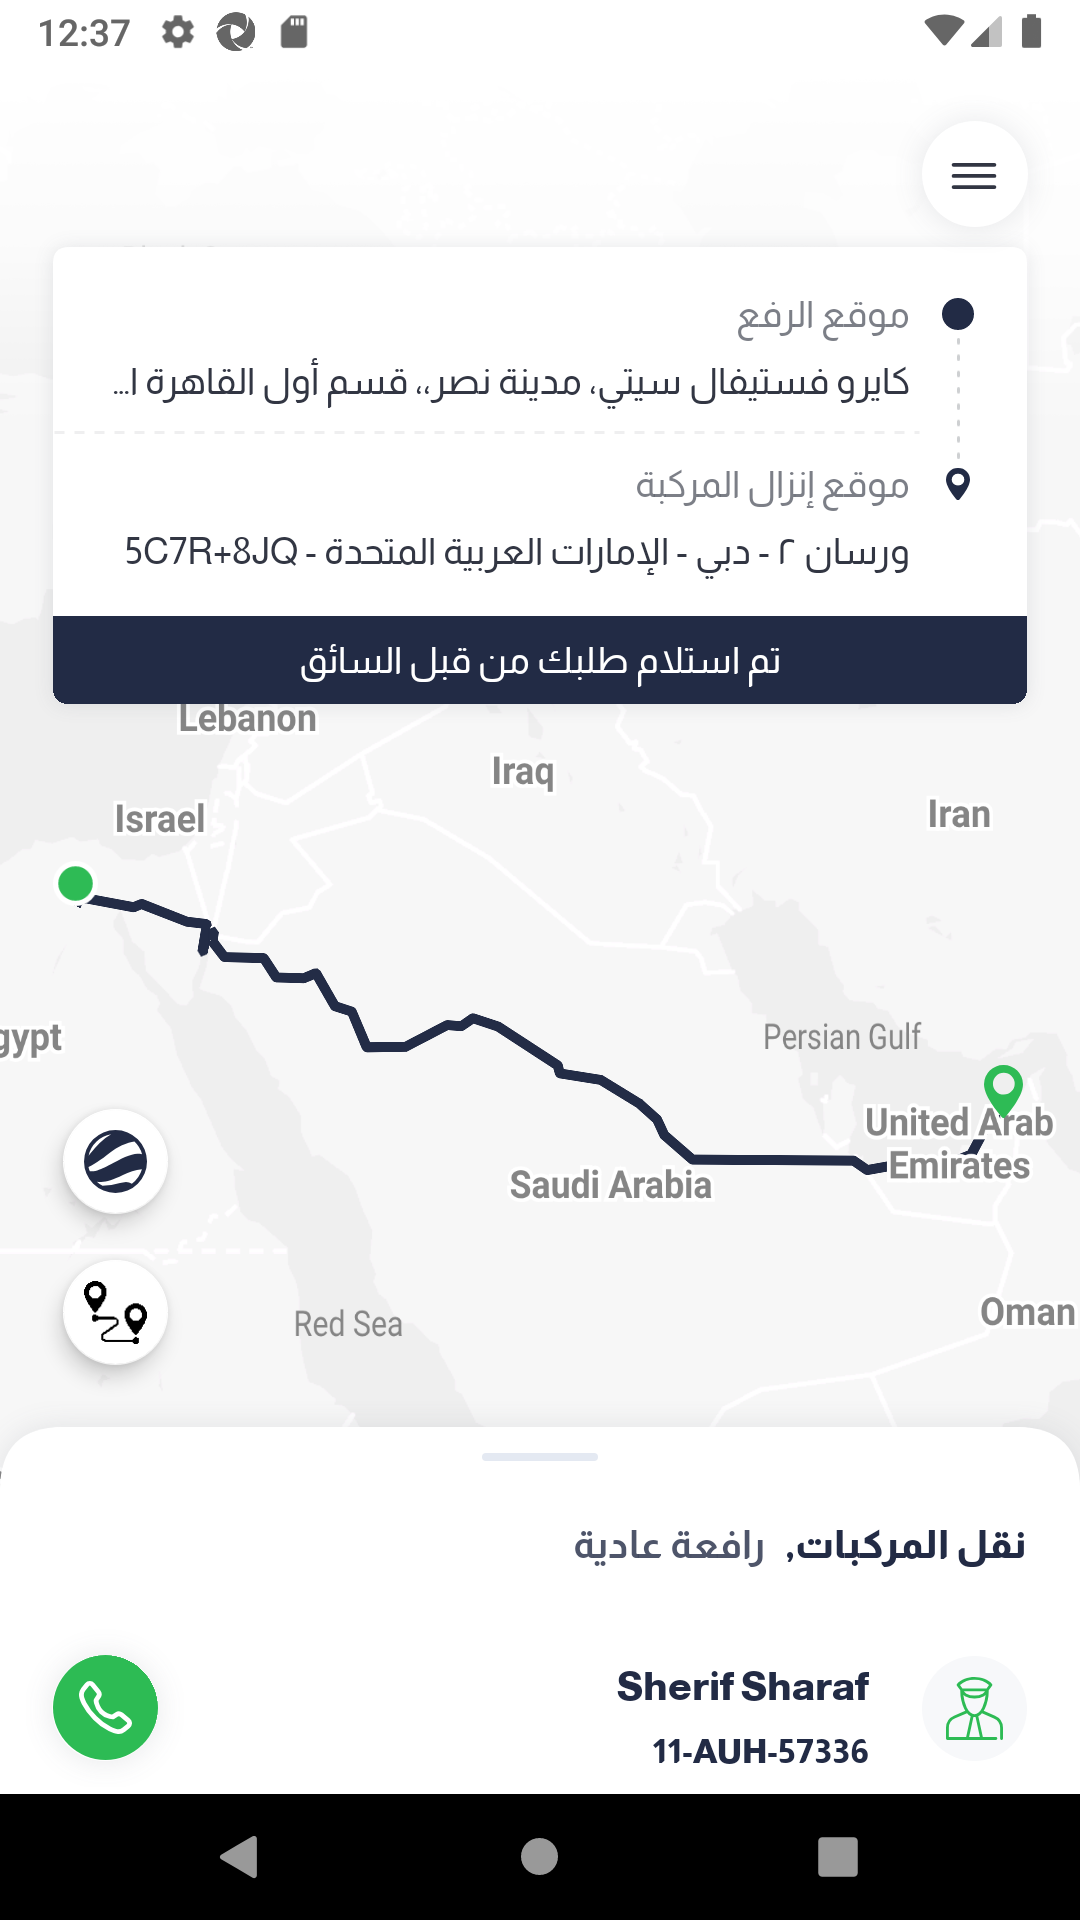 12:37
موقع الرفع
كايرو فستيفال سيتي، مدينة نصر،، قسم أول القاهرة ا...
موقع إنزال المركبة
ورسان ٢ - دبي - الإمارات العربية المتحدة - 5C7R+8JQ
تم استلام طلبك من قبل السائق
Lebanon
Iraq
Israel
Iran
gypt
Persian Gulf
United Arab
Emirates
Saudi Arabia
Oman
Red Sea
نقل المركبات, رافعة عادية
Sherif Sharaf
11-AUH-57336